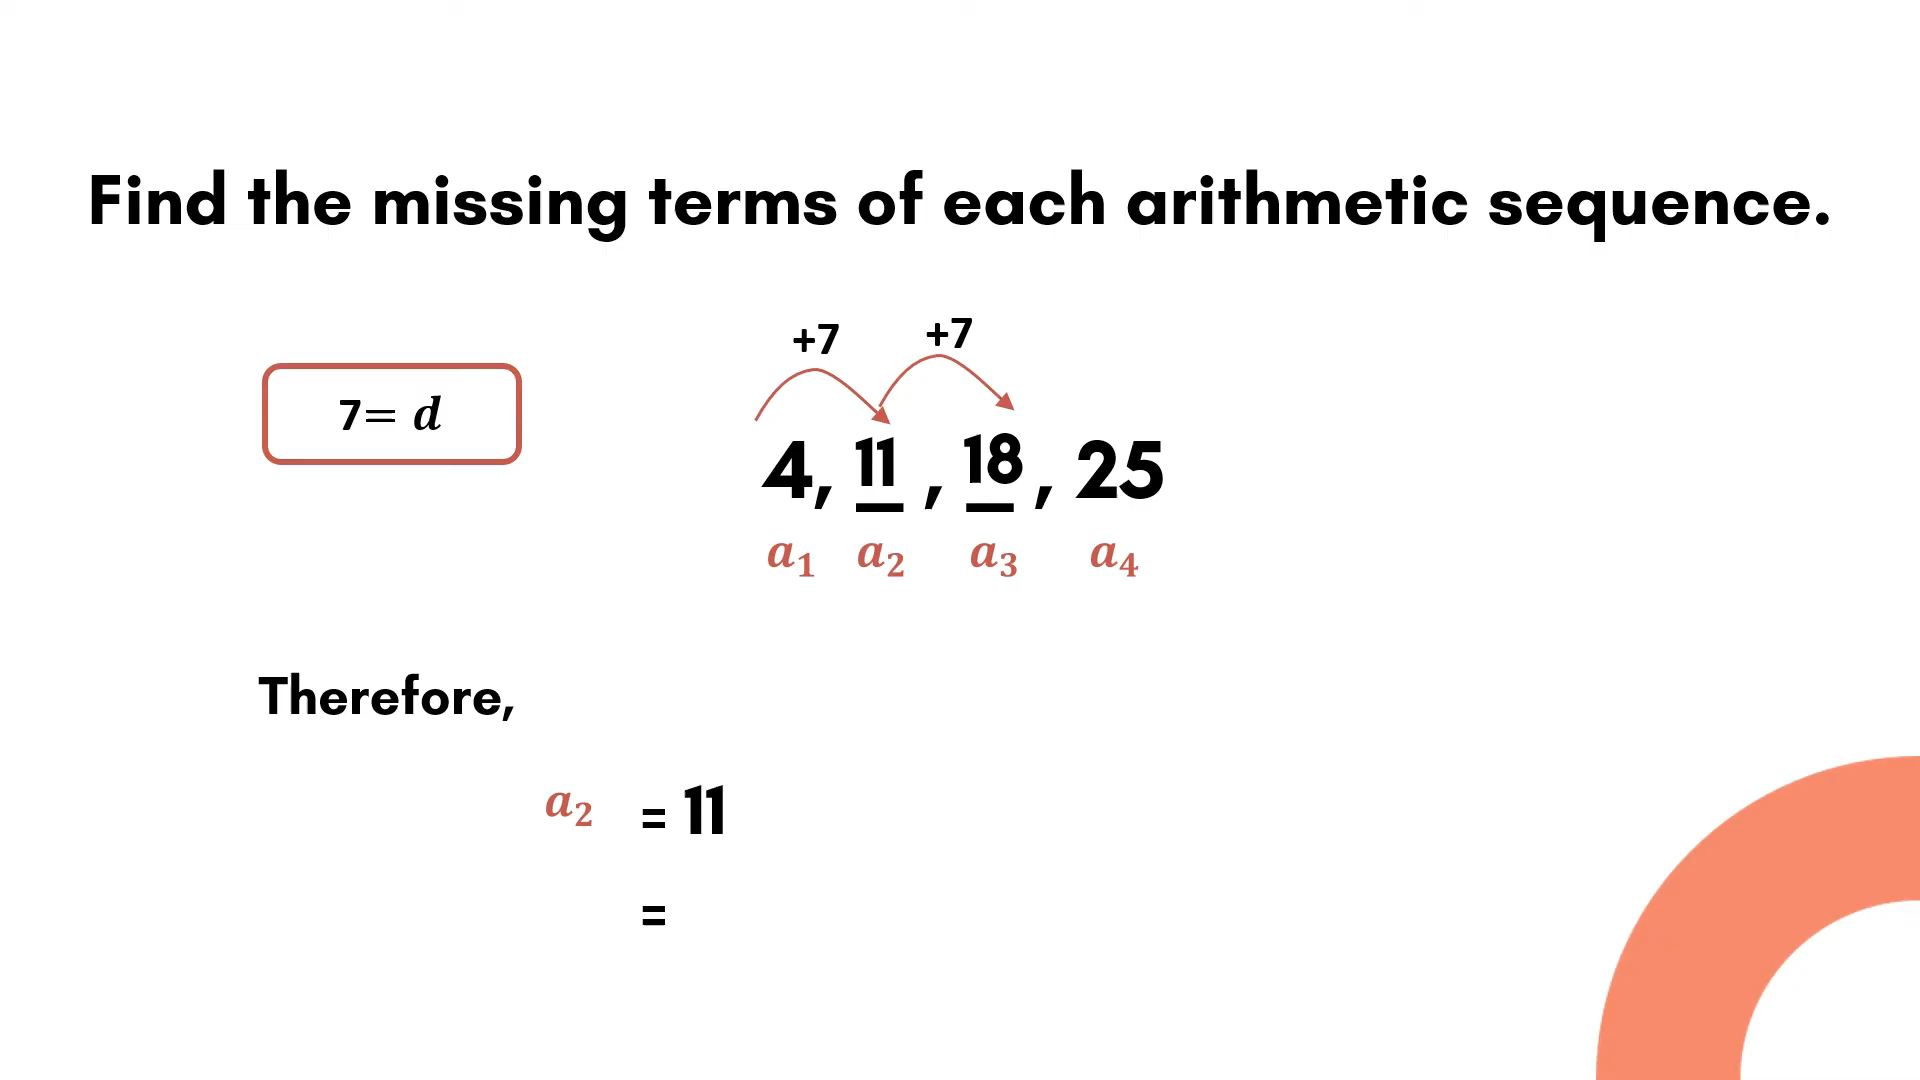 Find the missing terms of each arithmetic sequence.
+7 +7
7= d
4, 11 , 18 , 25
a₁ a₂ a₃ a₄
Therefore,
a₂ = 11
=